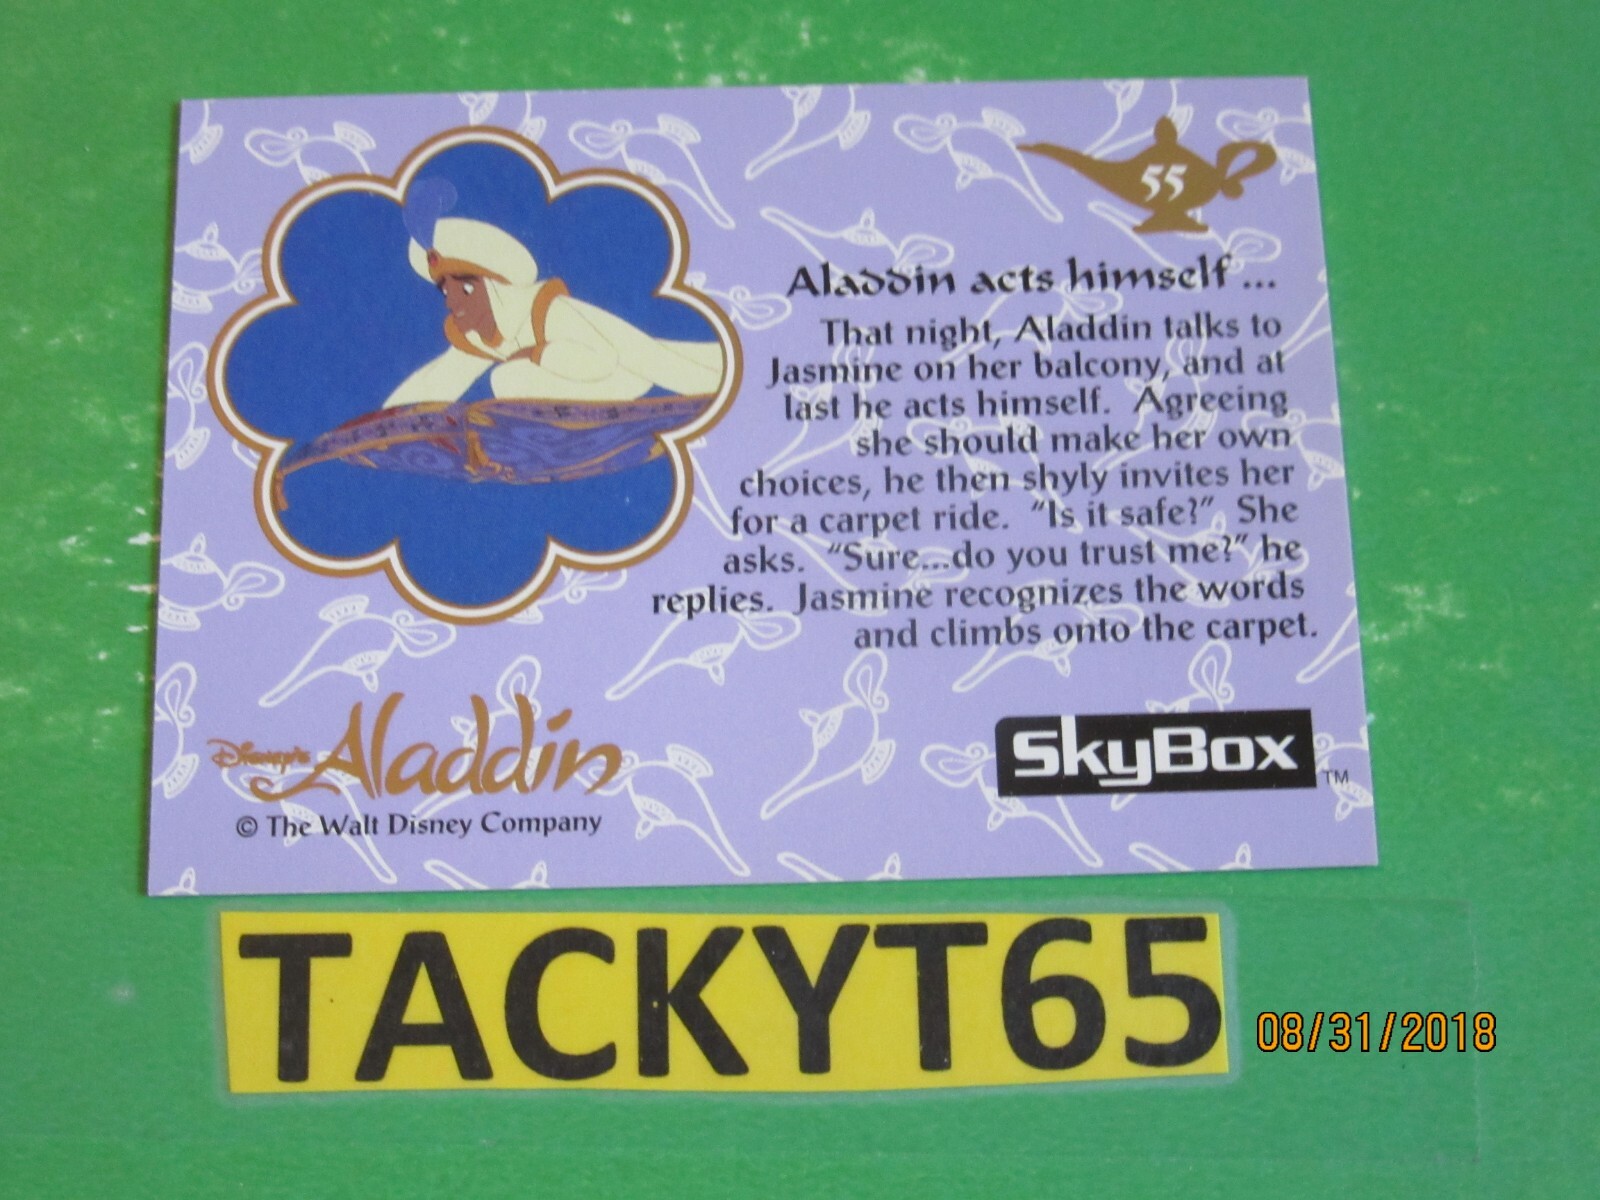 55
Aladdin acts himself ...
That night, Aladdin talks to
Jasmine on her balcony, and at
last he acts himself. Agreeing
she should make her own
choices, he then shyly invites her
for a carpet ride. "Is it safe?" She
asks. "Sure...do you trust me?" he
replies. Jasmine recognizes the words
and climbs onto the carpet.
Disney's Aladdin
© The Walt Disney Company
SkyBox TM
TACKYT65
08/31/2018